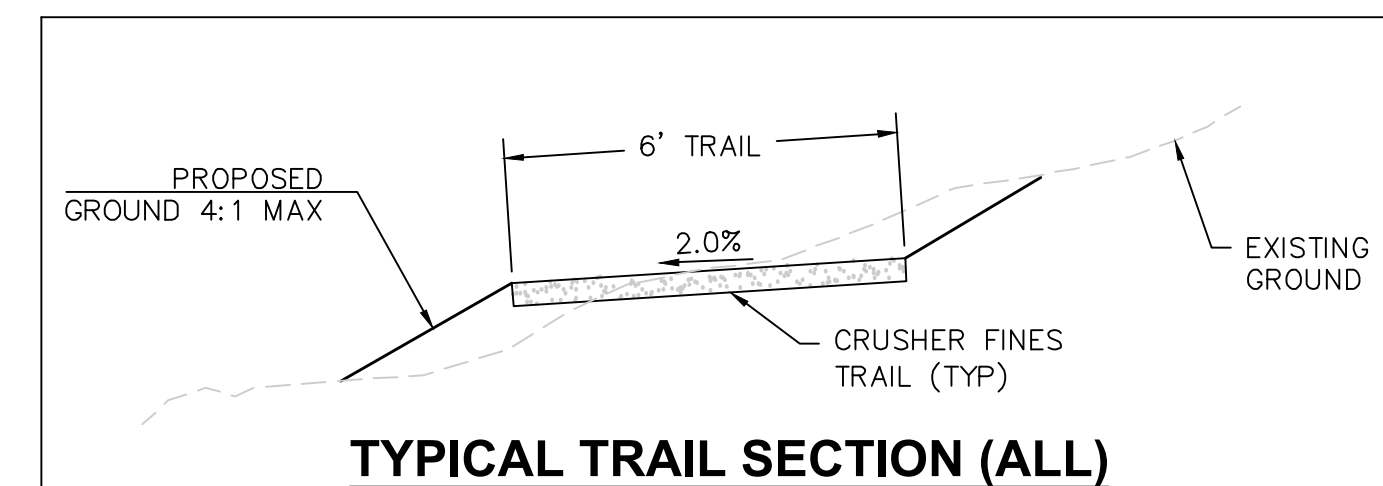 6' TRAIL
PROPOSED
GROUND 4:1 MAX
2.0%
EXISTING
GROUND
CRUSHER FINES
TRAIL (TYP)
TYPICAL TRAIL SECTION (ALL)